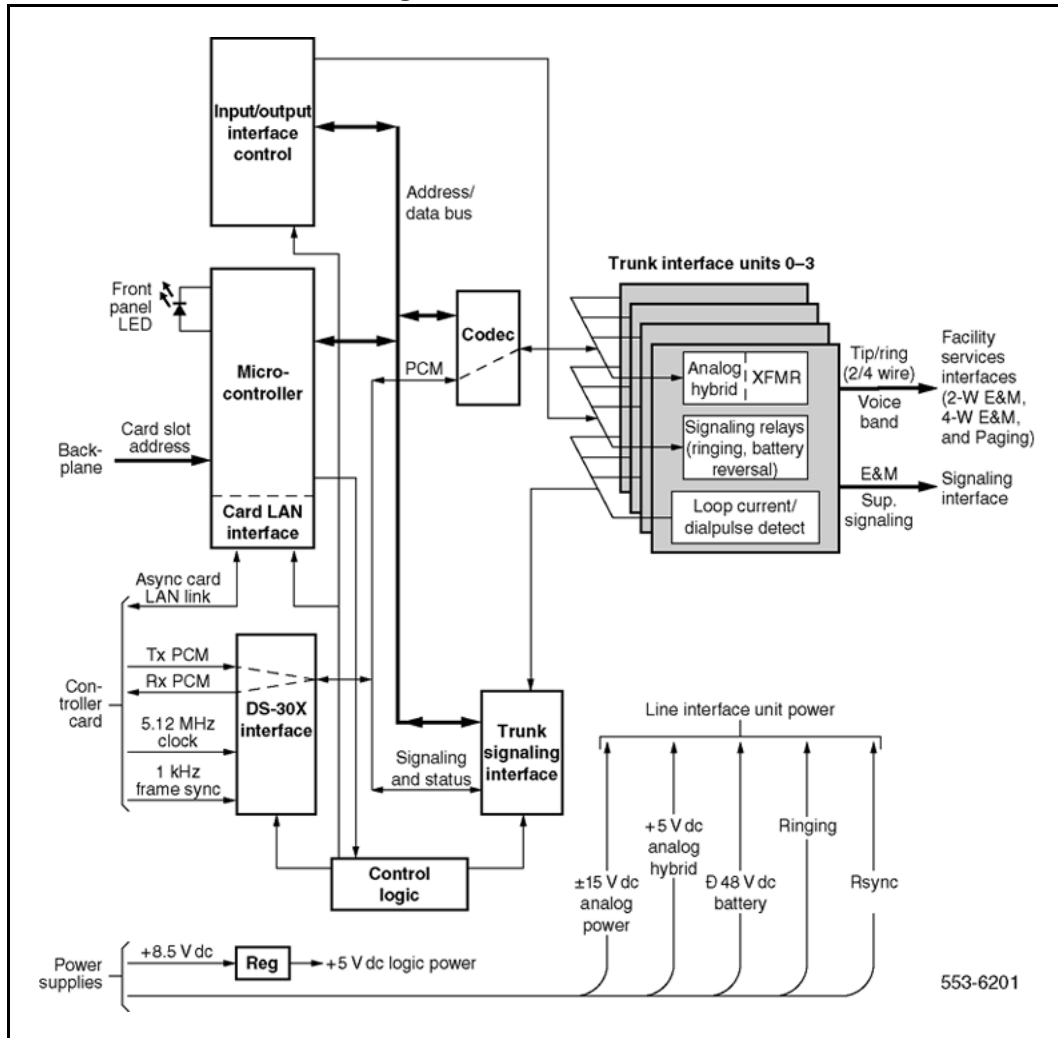 Input/output
interface
control
Address/
data bus
Trunk interface units 0–3
Front
panel
LED
Micro-
controller
Codec
PCM
Analog
hybrid
XFMR
Tip/ring
(2/4 wire)
Voice
band
Facility
services
interfaces
(2-W E&M,
4-W E&M,
and Paging)
Signaling relays
(ringing, battery
reversal)
Back-
plane
Card slot
address
E&M
Sup.
signaling
Signaling
interface
Loop current/
dialpulse detect
Card LAN
interface
Async card
LAN link
Con-
troller
card
Tx PCM
Rx PCM
5.12 MHz
clock
1 kHz
frame sync
DS-30X
interface
Signaling
and status
Trunk
signaling
interface
Line interface unit power
Control
logic
±15 V dc
analog
power
+5 V dc
analog
hybrid
Ð 48 V dc
battery
Ringing
Rsync
Power
supplies
+8.5 V dc
Reg
+5 V dc logic power
553-6201